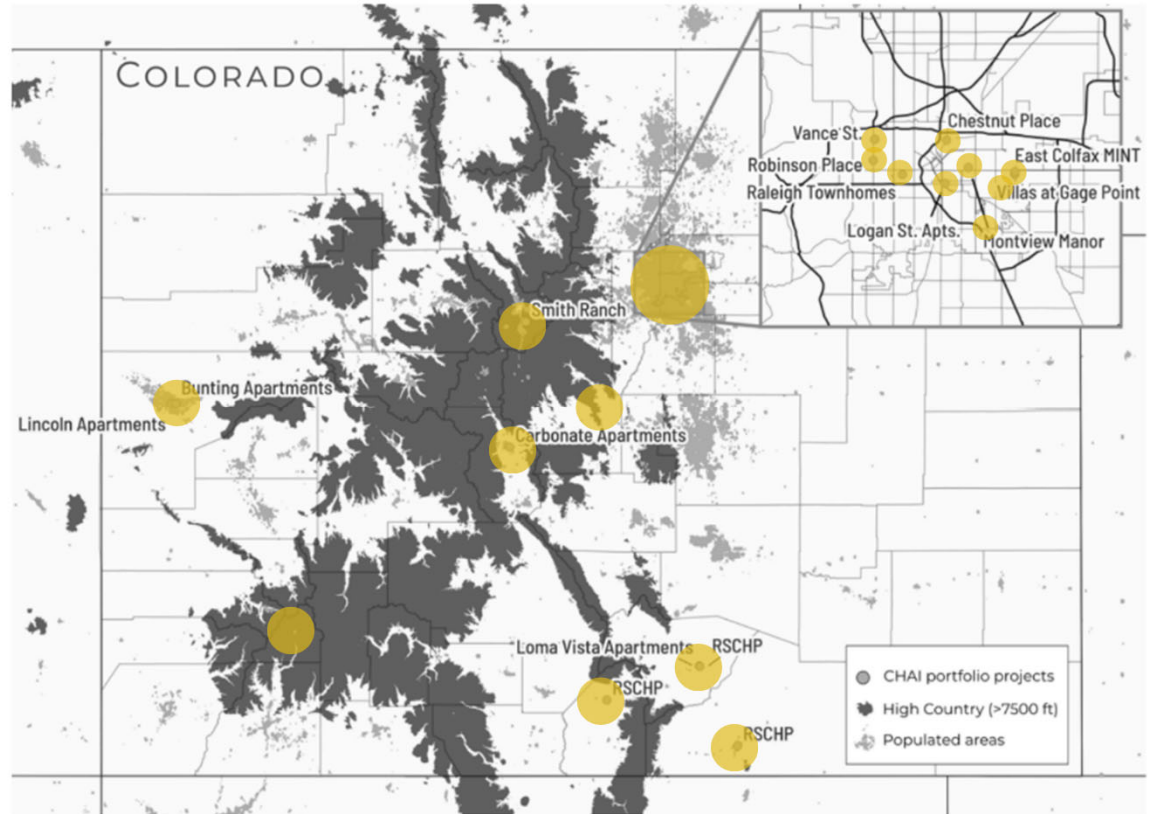 COLORADO
Chestnut Place
Vance St.
East Colfax MINT
Robinson Place
Raleigh Townhomes
Villas at Gage Point
Logan St. Apts.
Montview Manor
Smith Ranch
Bunting Apartments
Lincoln Apartments
Carbonate Apartments
Loma Vista Apartments
RSCHP
RSCHP
RSCHP
CHAI portfolio projects
High Country (>7500 ft)
Populated areas